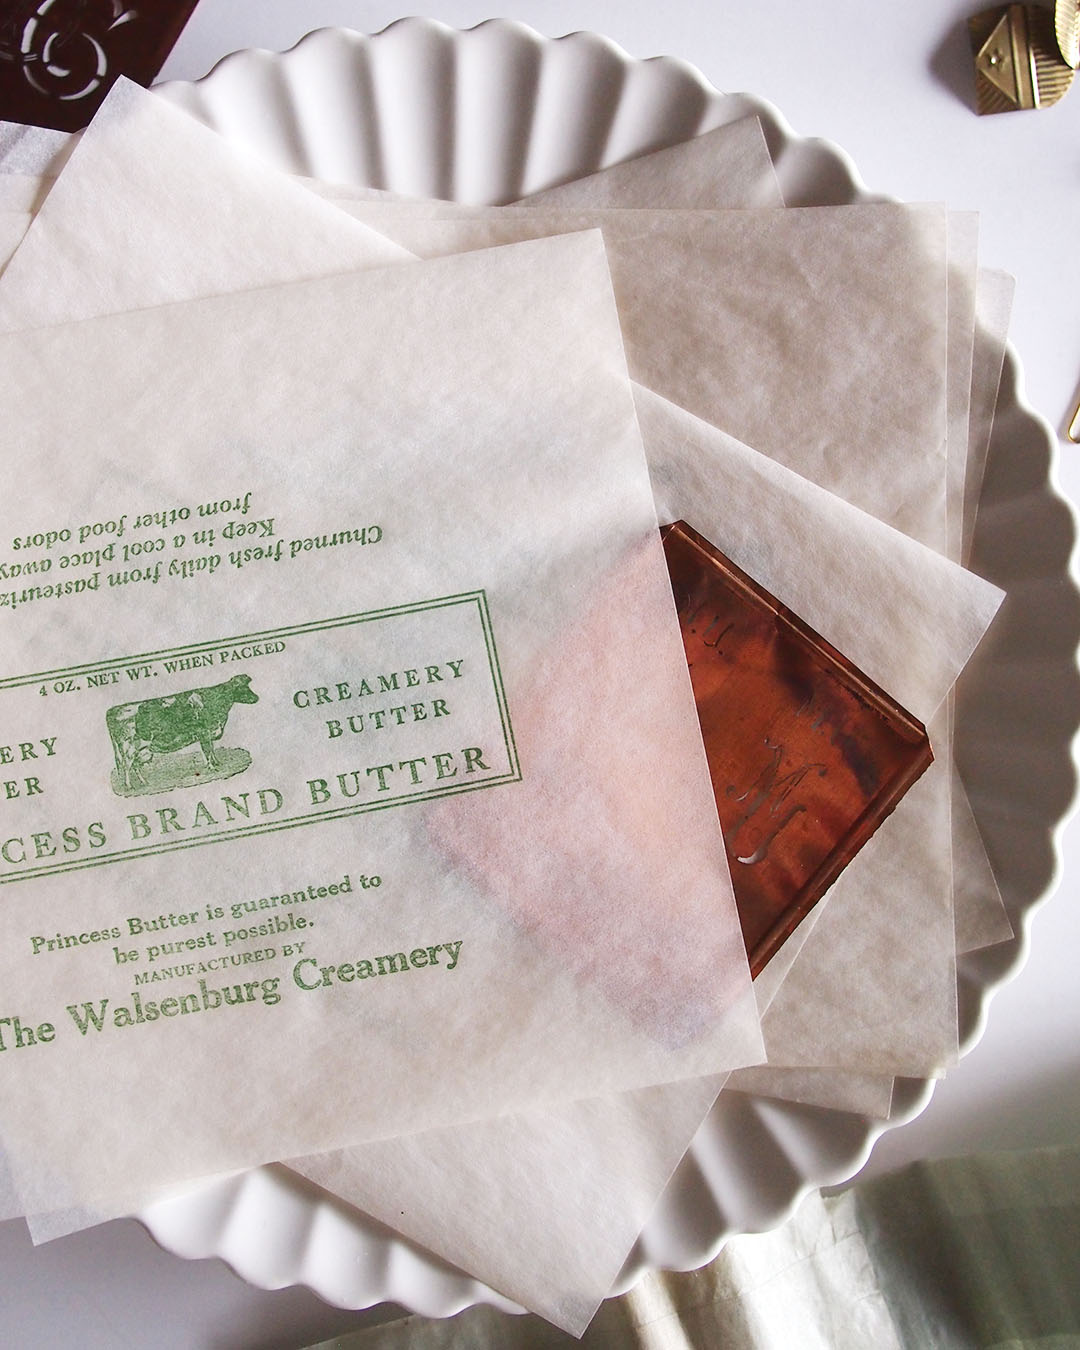 Churned fresh daily from pasteuriz
Keep in a cool place away
from other food odors
4 OZ. NET WT. WHEN PACKED
ERY
ER
CREAMERY
BUTTER
CESS BRAND BUTTER
Princess Butter is guaranteed to
be purest possible.
MANUFACTURED BY
The Walsenburg Creamery
M